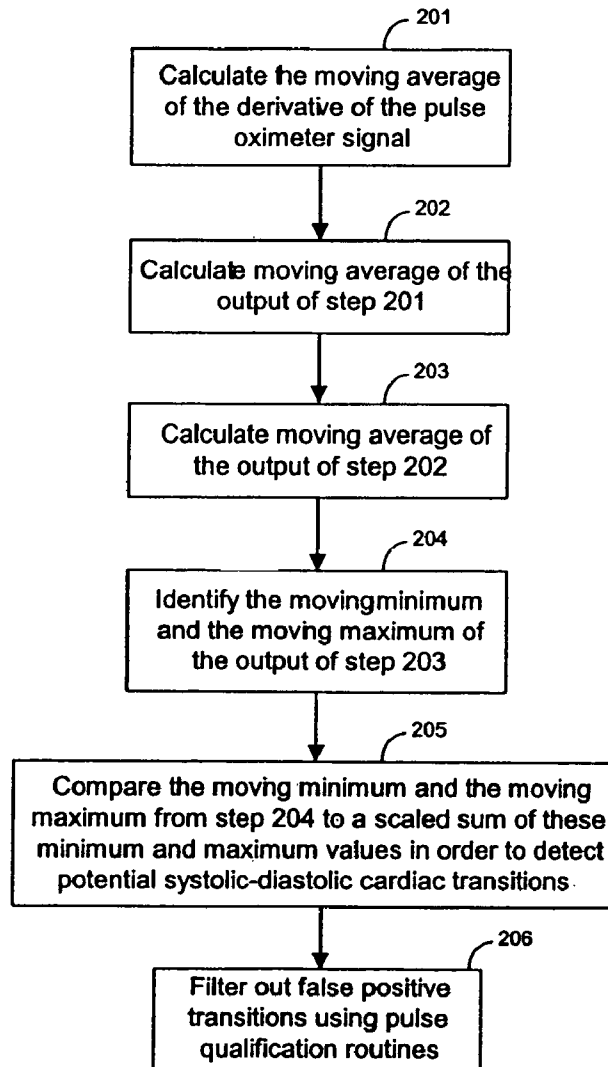 201
Calculate the moving average
of the derivative of the pulse
oximeter signal
202
Calculate moving average of the
output of step 201
203
Calculate moving average of
the output of step 202
204
Identify the moving minimum
and the moving maximum of
the output of step 203
205
Compare the moving minimum and the moving
maximum from step 204 to a scaled sum of these
minimum and maximum values in order to detect
potential systolic-diastolic cardiac transitions
206
Filter out false positive
transitions using pulse
qualification routines